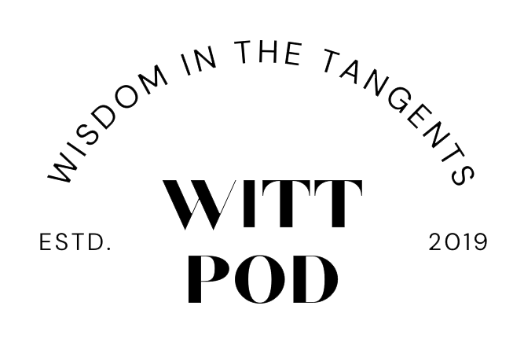 WISDOM IN THE TANGENTS
WITT
ESTD. 2019
POD